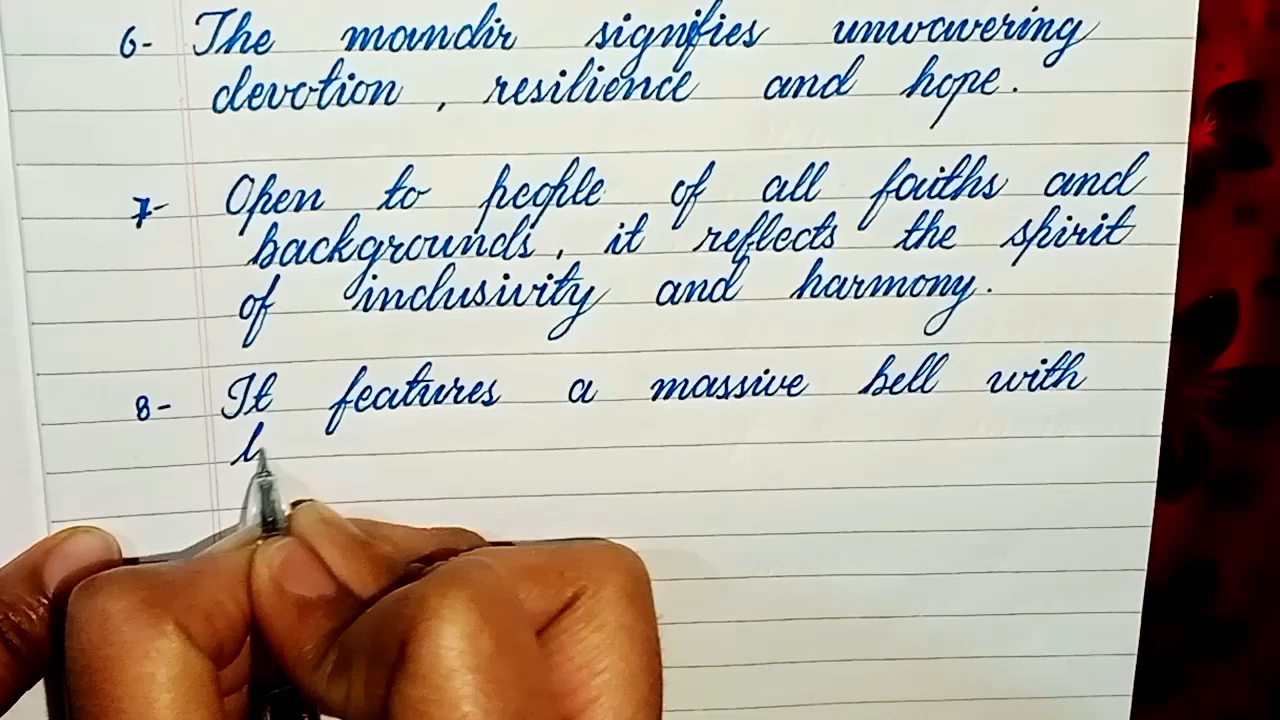 6- The mandir signifies unwavering
devotion, resilience and hope.
7- Open to people of all faiths and
backgrounds, it reflects the spirit
of inclusivity and harmony.
8- It features a massive bell with